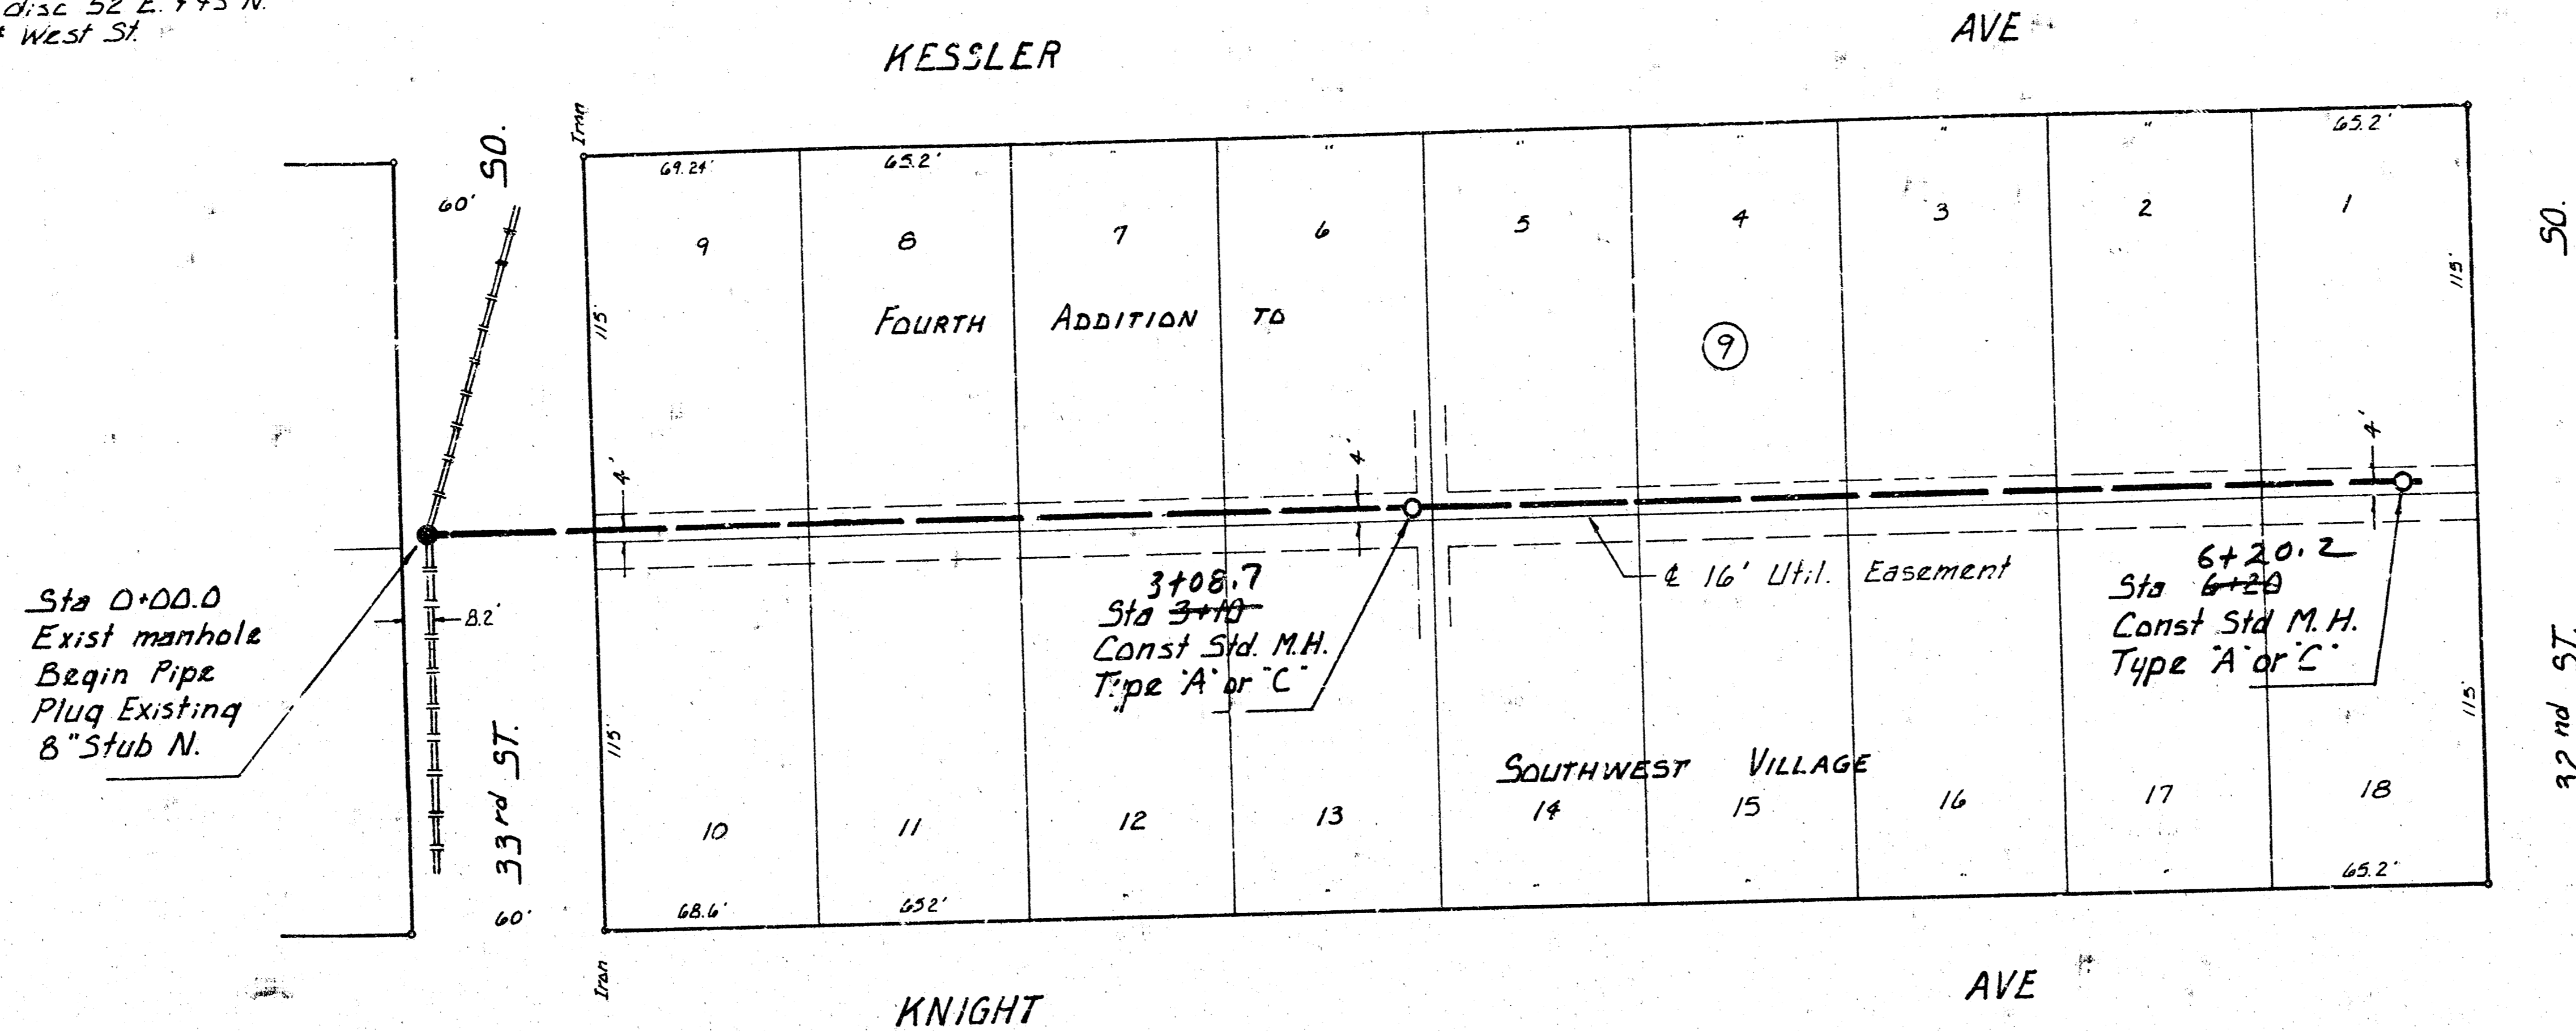 disc 52 E. & 45 N.
West St.
KESSLER AVE
SO.
60'
Iron
69.24' 65.2' " " " " " " 65.2'
9 8 7 6 5 4 3 2 1
115' 115'
SO.
FOURTH ADDITION TO
9
4' 4' 4'
Sta 0+00.0
Exist manhole
Begin Pipe
Plug Existing
8" Stub N.
8.2'
3+08.7
Sta 3+10
Const Std. M.H.
Type "A" or "C"
℄ 16' Util. Easement
6+20.2
Sta 6+20
Const Std M.H.
Type "A" or "C"
115' 115'
33rd ST.
32nd ST.
SOUTHWEST VILLAGE
10 11 12 13 14 15 16 17 18
60'
68.6' 65.2' " " " " " 65.2'
Iron
KNIGHT AVE